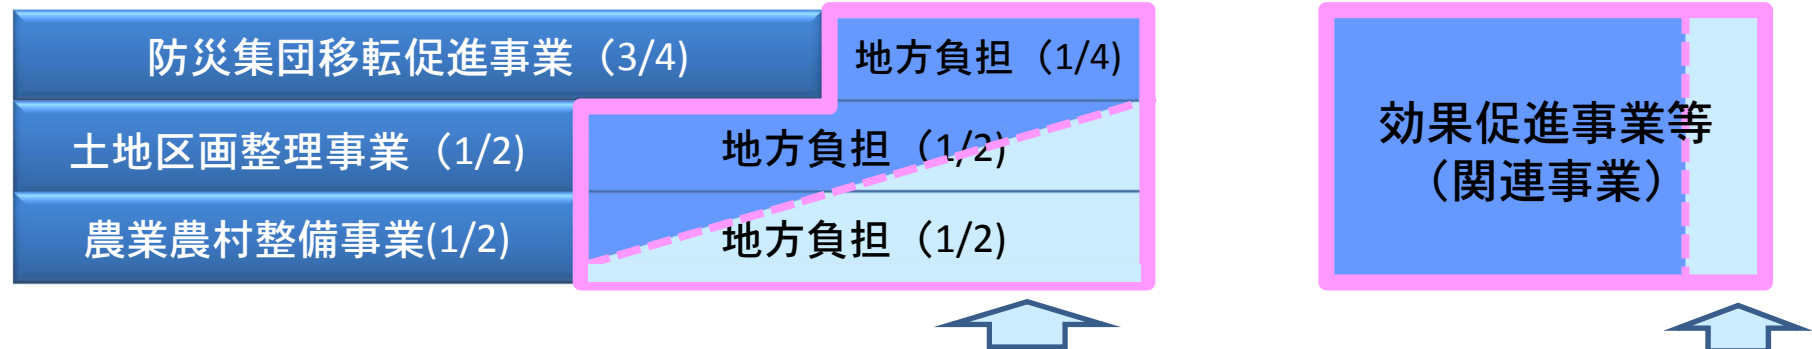 防災集団移転促進事業（3/4)
地方負担（1/4)
土地区画整理事業（1/2)
地方負担（1/2)
農業農村整備事業(1/2)
地方負担（1/2)
効果促進事業等
（関連事業）